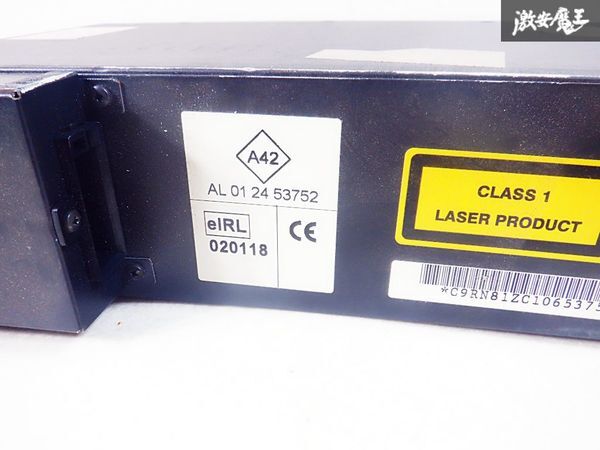 激安魔王
A42
AL 01 24 53752
eIRL
020118
CE
CLASS 1
LASER PRODUCT
*C9RN81ZC1065375